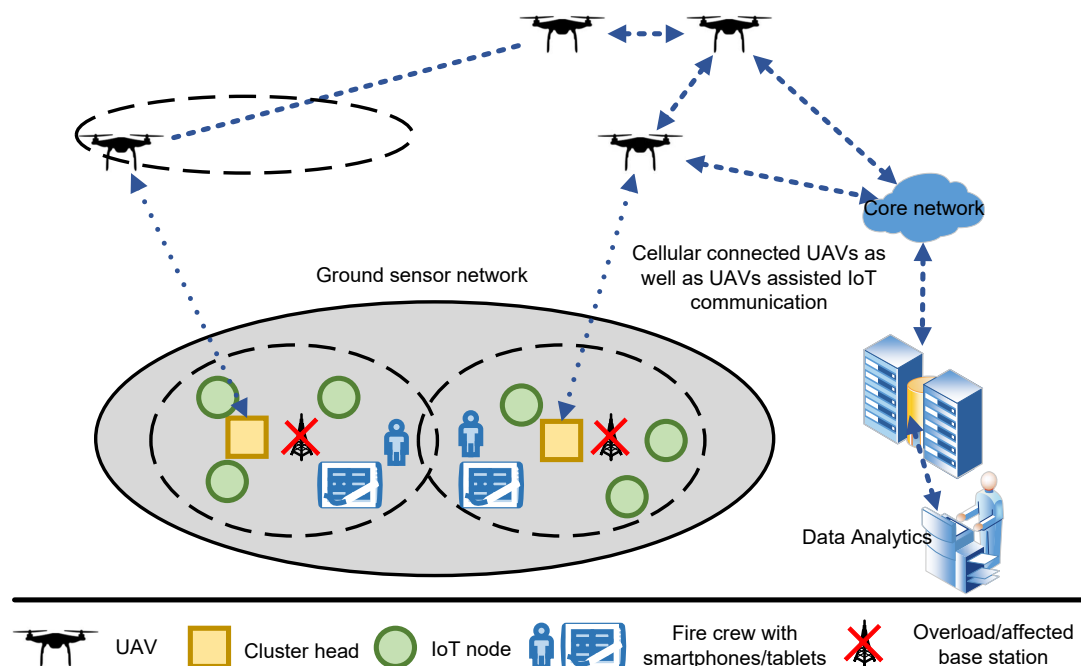 Core network
Cellular connected UAVs as
well as UAVs assisted IoT
communication
Ground sensor network
Data Analytics
UAV
Cluster head
IoT node
Fire crew with
smartphones/tablets
Overload/affected
base station